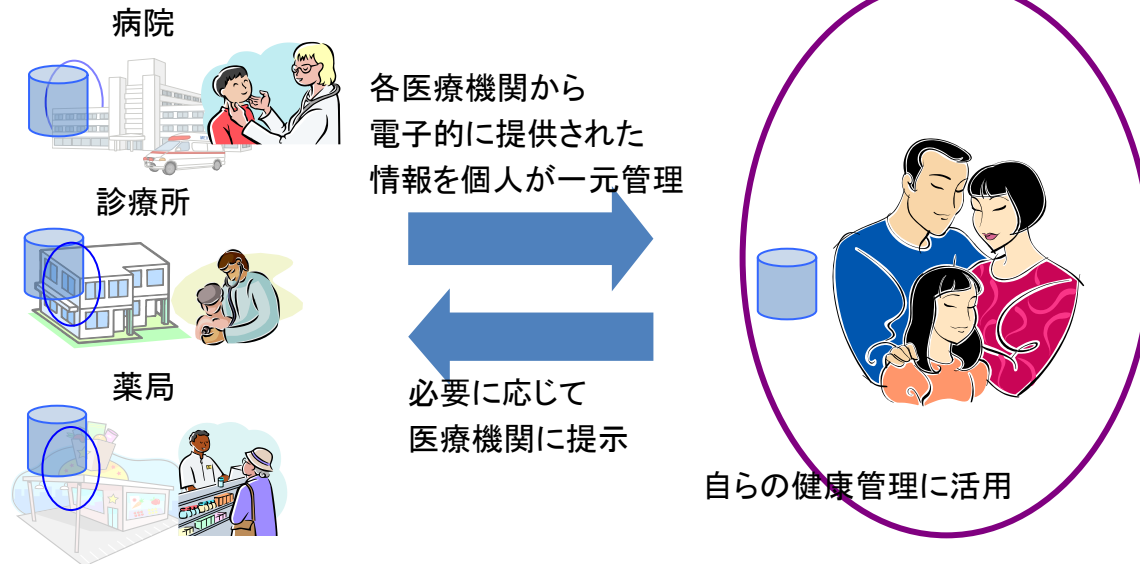 病院
各医療機関から
電子的に提供された
情報を個人が一元管理
診療所
薬局
必要に応じて
医療機関に提示
自らの健康管理に活用